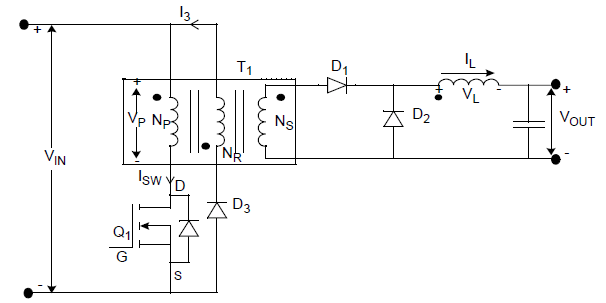 I3
T1
D1
IL
+
+
+
+
-
+
VP
NP
NS
VL
D2
VOUT
VIN
NR
-
-
ISW
D
D3
Q1
G
S
-